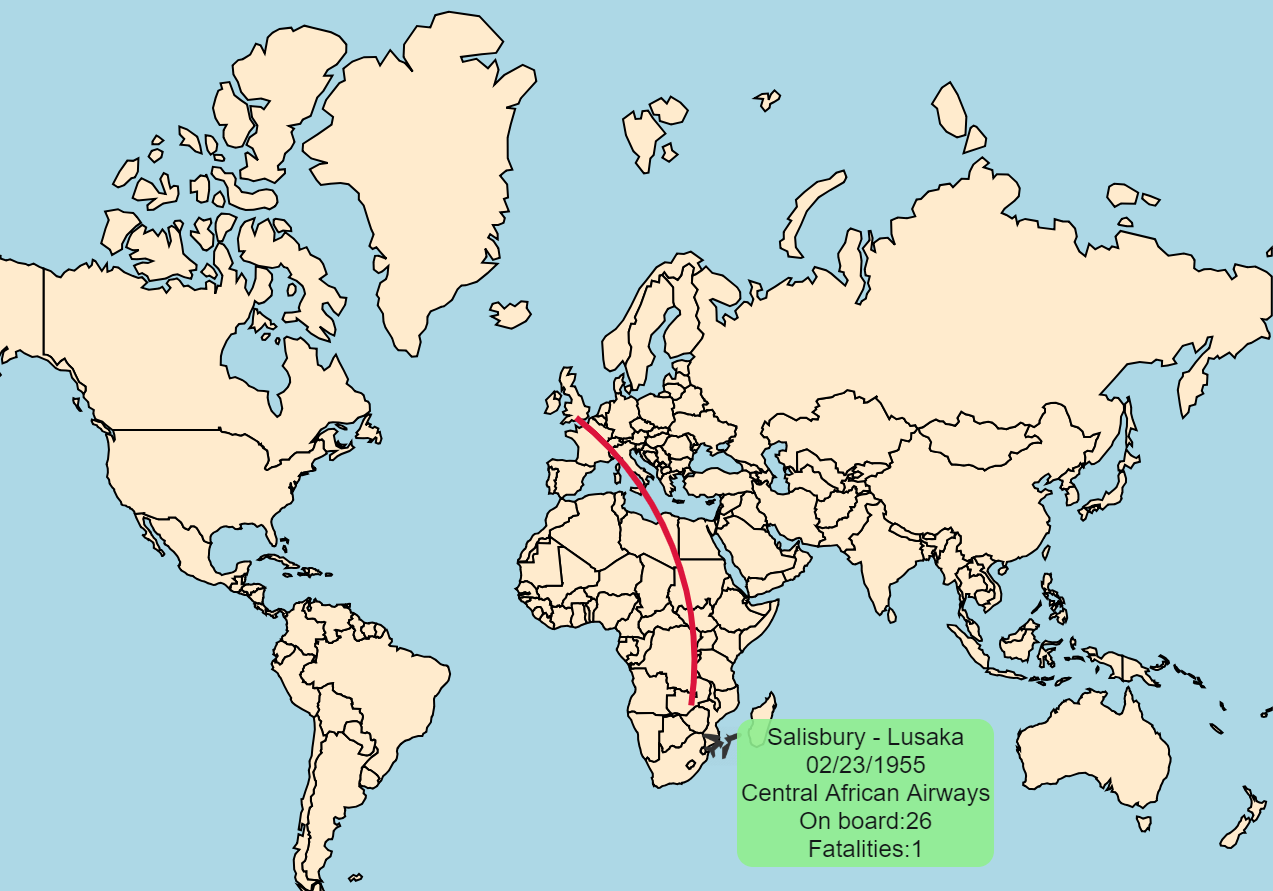 Salisbury - Lusaka
02/23/1955
Central African Airways
On board:26
Fatalities:1